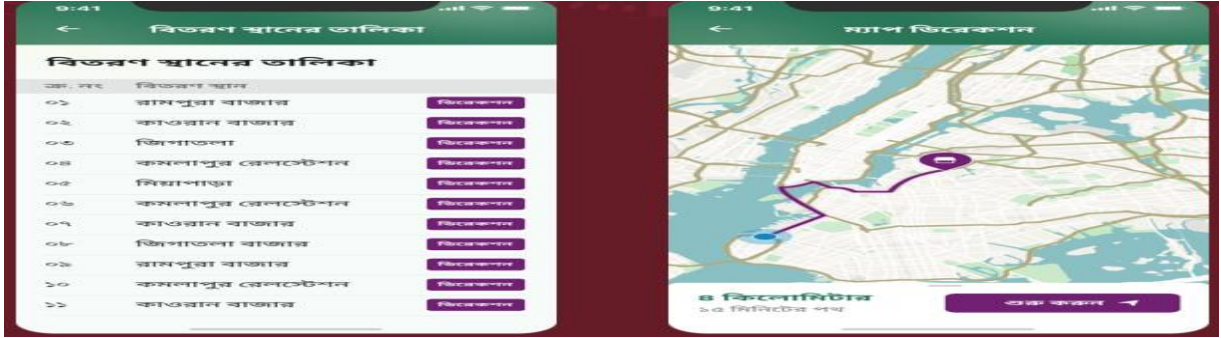 9:41
← বিতরণ স্থানের তালিকা
বিতরণ স্থানের তালিকা
ক্র. নং বিতরণ স্থান
০১ রামপুরা বাজার ডিরেকশন
০২ কাওরান বাজার ডিরেকশন
০৩ জিগাতলা ডিরেকশন
০৪ কমলাপুর রেলস্টেশন ডিরেকশন
০৫ মিয়াপাড়া ডিরেকশন
০৬ কমলাপুর রেলস্টেশন ডিরেকশন
০৭ কাওরান বাজার ডিরেকশন
০৮ জিগাতলা বাজার ডিরেকশন
০৯ রামপুরা বাজার ডিরেকশন
১০ কমলাপুর রেলস্টেশন ডিরেকশন
১১ কাওরান বাজার ডিরেকশন
9:41
← ম্যাপ ডিরেকশন
৪ কিলোমিটার
১৫ মিনিটের পথ
শুরু করুন